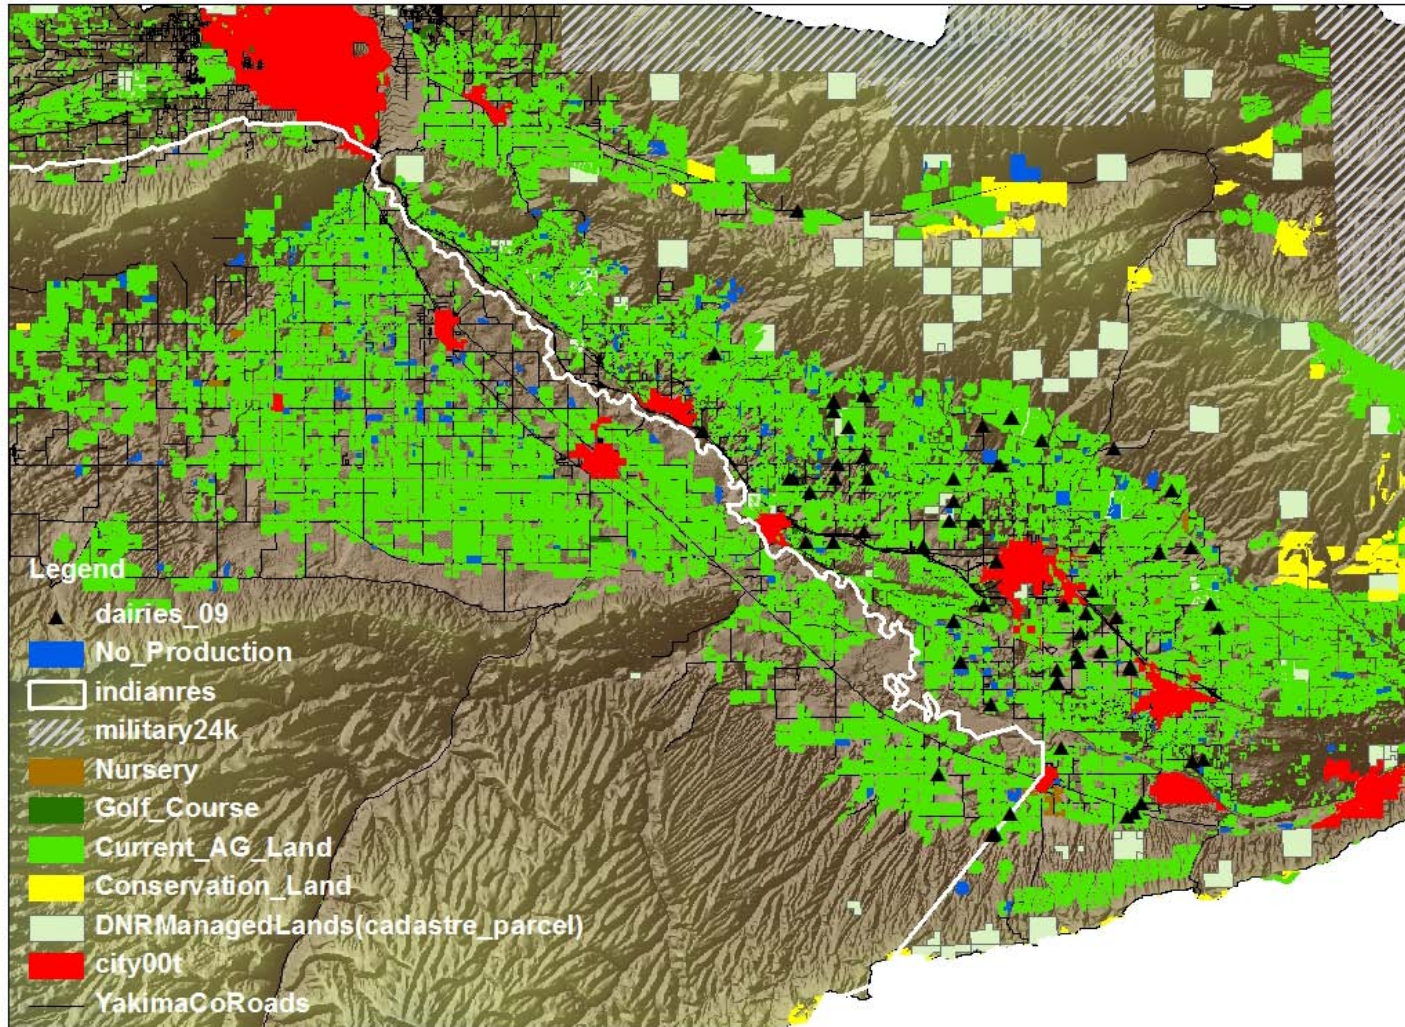 Legend
dairies_09
No_Production
indianres
military24k
Nursery
Golf_Course
Current_AG_Land
Conservation_Land
DNRManagedLands(cadastre_parcel)
city00t
YakimaCoRoads